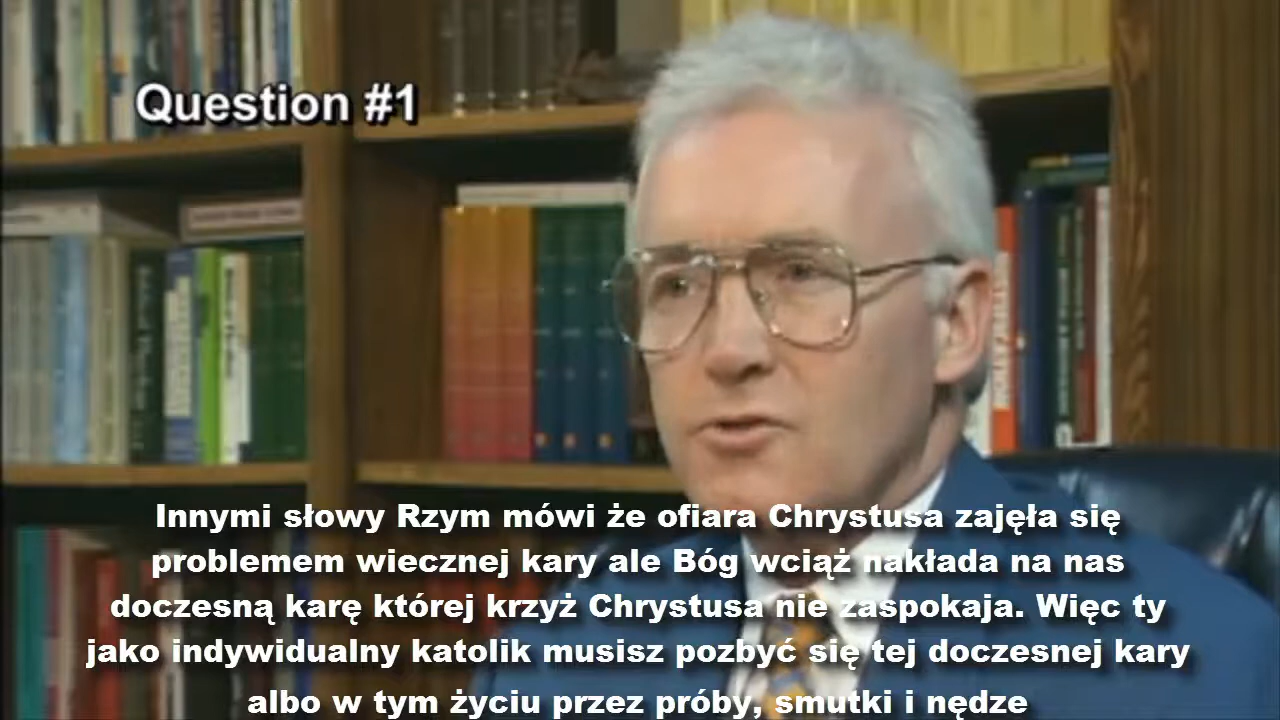 Question #1
Innymi słowy Rzym mówi że ofiara Chrystusa zajęła się
problemem wiecznej kary ale Bóg wciąż nakłada na nas
doczesną karę której krzyż Chrystusa nie zaspokaja. Więc ty
jako indywidualny katolik musisz pozbyć się tej doczesnej kary
albo w tym życiu przez próby, smutki i nędze